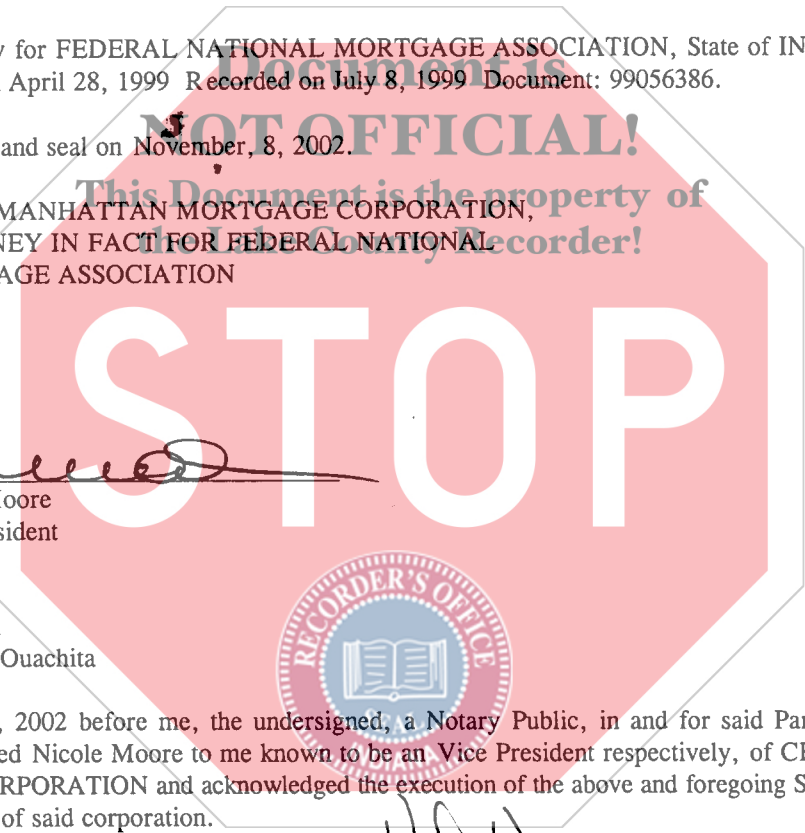 for FEDERAL NATIONAL MORTGAGE ASSOCIATION, State of IN
April 28, 1999 Recorded on July 8, 1999 Document: 99056386.
Document is
NOT OFFICIAL!
This Document is the property of
the Lake County Recorder!
and seal on November, 8, 2002.
MANHATTAN MORTGAGE CORPORATION,
NEY IN FACT FOR FEDERAL NATIONAL
AGE ASSOCIATION
STOP
Moore
sident
RECORDER'S OFFICE
SEAL
INDIANA
Ouachita
, 2002 before me, the undersigned, a Notary Public, in and for said Par
ed Nicole Moore to me known to be an Vice President respectively, of CH
RPORATION and acknowledged the execution of the above and foregoing S
of said corporation.